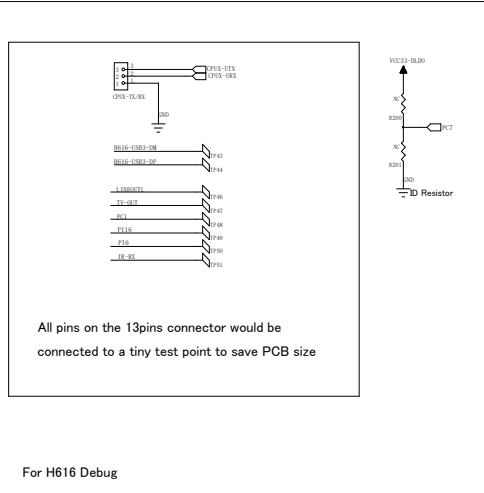 3
2
1
3
2
1
CPUX-UTX
CPUX-URX
CPUX-TX/RX
GND
H616-USB3-DM
TP43
H616-USB3-DP
TP44
LINEOUTL
TP46
TV-OUT
TP47
PC1
TP48
PI16
TP49
PI6
TP50
IR-RX
TP51
All pins on the 13pins connector would be
connected to a tiny test point to save PCB size
VCC33-DLDO
NC
R200
PC7
NC
R201
GND
ID Resistor
For H616 Debug